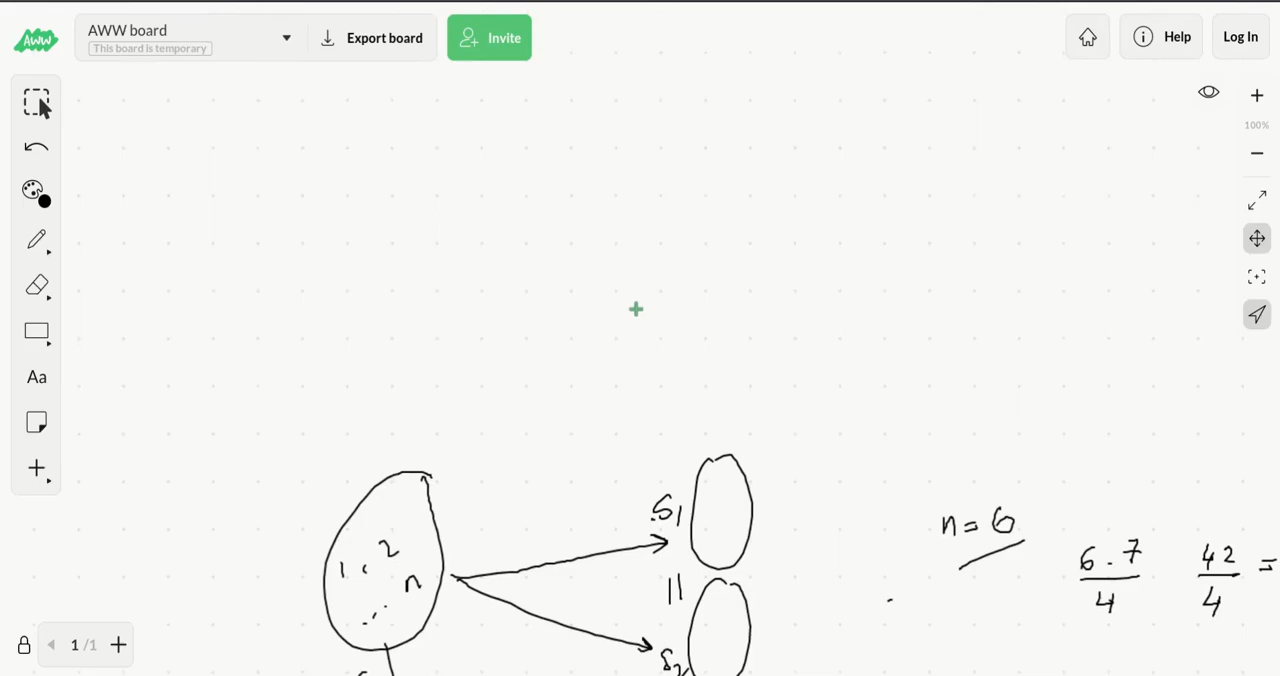 AWW
AWW board
This board is temporary
Export board
Invite
Help
Log In
100%
Aa
S1
n = 6
6 . 7
4
42
4
=
1, 2
n
...
||
S2
1 / 1